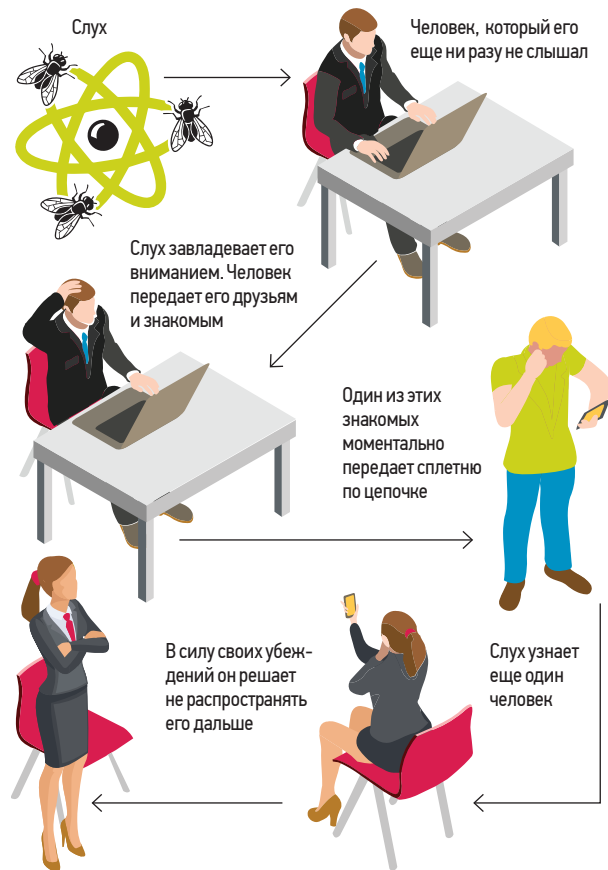 Слух
Человек, который его
еще ни разу не слышал
Слух завладевает его
вниманием. Человек
передает его друзьям
и знакомым
Один из этих
знакомых
моментально
передает сплетню
по цепочке
Слух узнает
еще один
человек
В силу своих убеж-
дений он решает
не распространять
его дальше